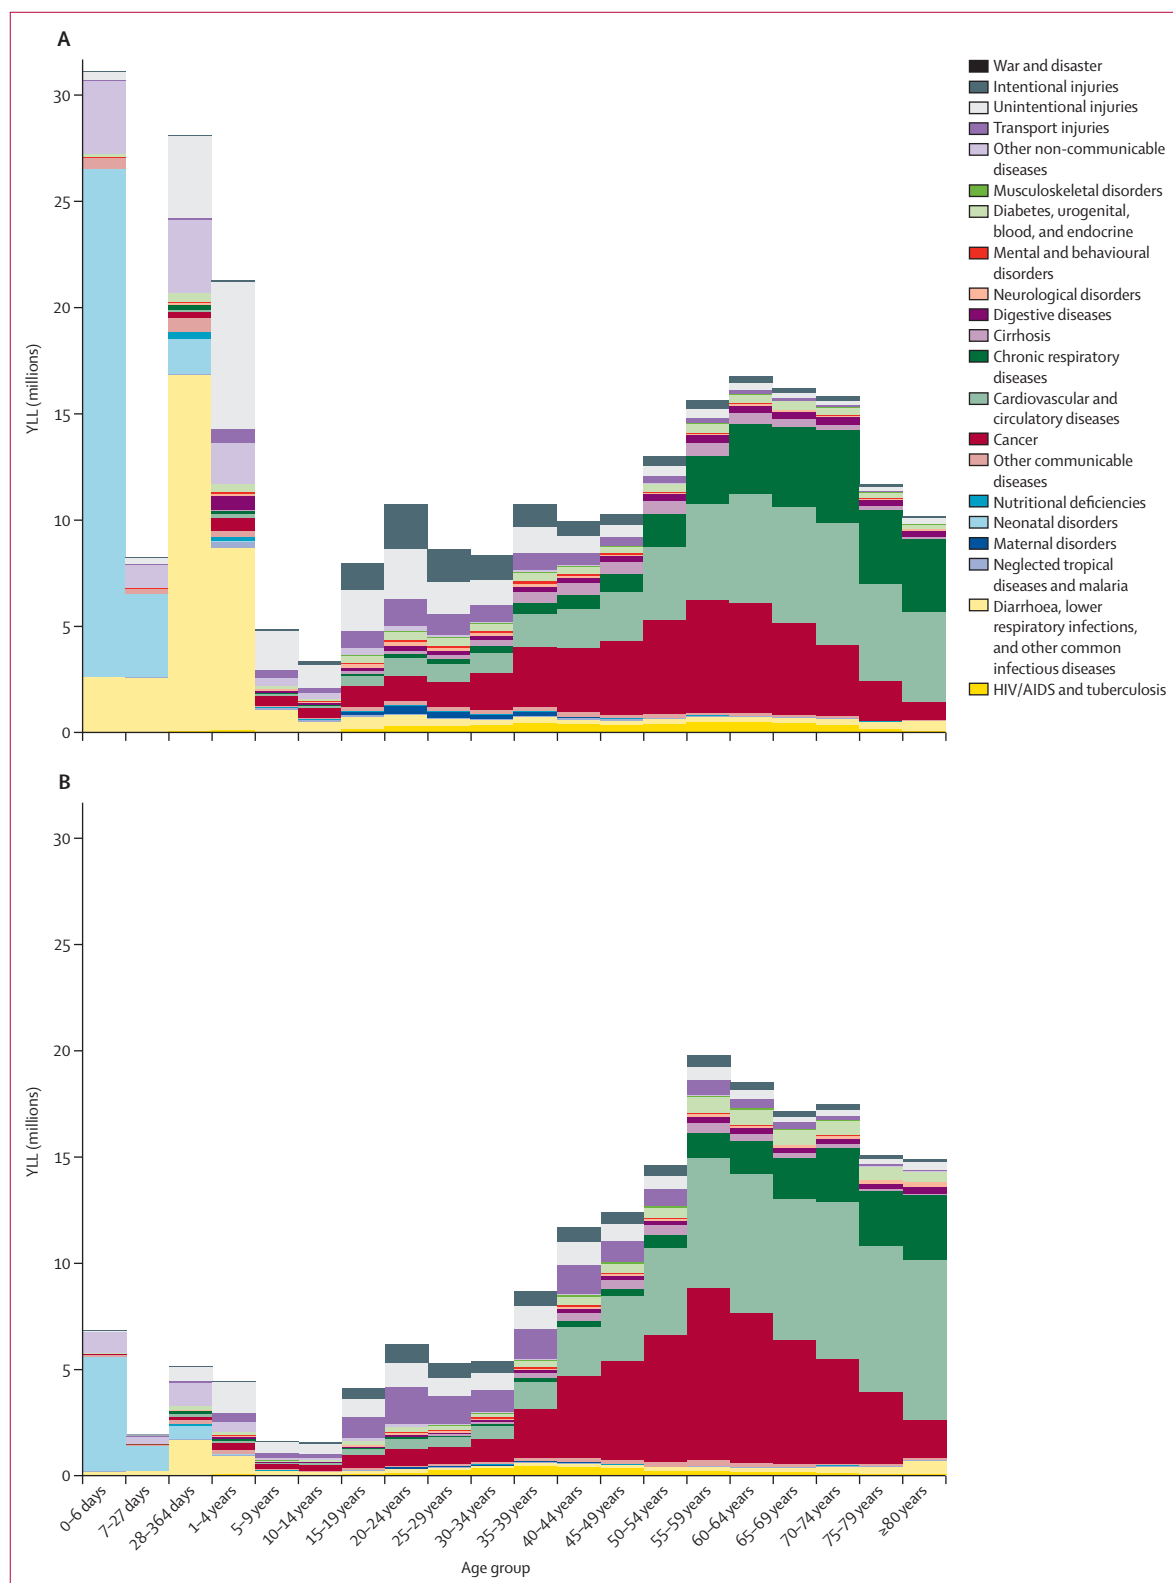 A
30
25
20
15
10
5
0
YLL (millions)
War and disaster
Intentional injuries
Unintentional injuries
Transport injuries
Other non-communicable
diseases
Musculoskeletal disorders
Diabetes, urogenital,
blood, and endocrine
Mental and behavioural
disorders
Neurological disorders
Digestive diseases
Cirrhosis
Chronic respiratory
diseases
Cardiovascular and
circulatory diseases
Cancer
Other communicable
diseases
Nutritional deficiencies
Neonatal disorders
Maternal disorders
Neglected tropical
diseases and malaria
Diarrhoea, lower
respiratory infections,
and other common
infectious diseases
HIV/AIDS and tuberculosis
B
30
25
20
15
10
5
0
YLL (millions)
0–6 days
7–27 days
28–364 days
1–4 years
5–9 years
10–14 years
15–19 years
20–24 years
25–29 years
30–34 years
35–39 years
40–44 years
45–49 years
50–54 years
55–59 years
60–64 years
65–69 years
70–74 years
75–79 years
≥80 years
Age group